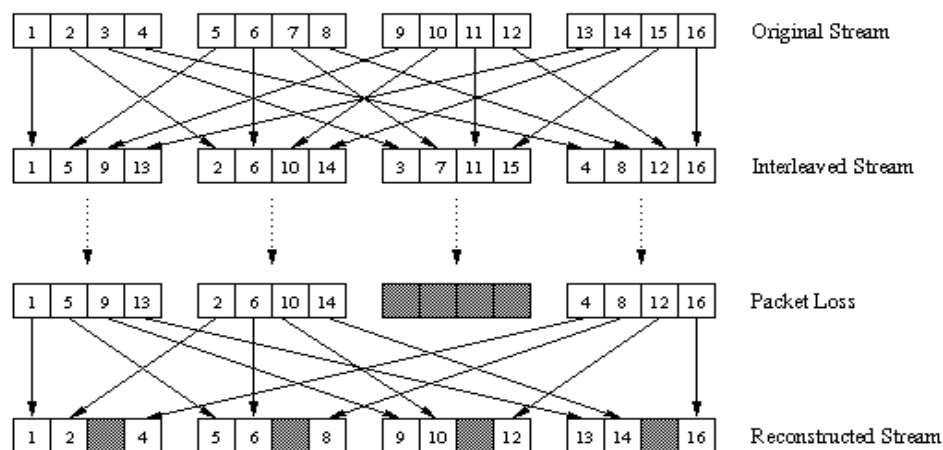 1 2 3 4 5 6 7 8 9 10 11 12 13 14 15 16 Original Stream
1 5 9 13 2 6 10 14 3 7 11 15 4 8 12 16 Interleaved Stream
1 5 9 13 2 6 10 14 4 8 12 16 Packet Loss
1 2 4 5 6 8 9 10 12 13 14 16 Reconstructed Stream